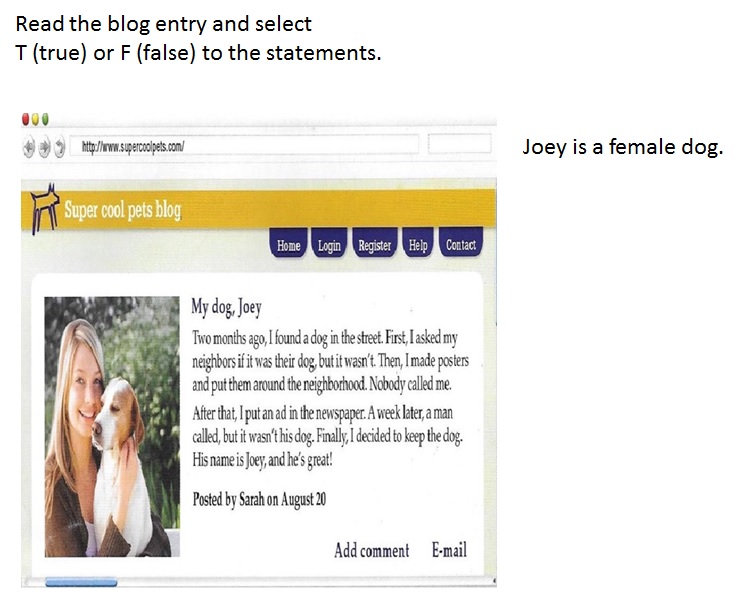 Read the blog entry and select
T (true) or F (false) to the statements.
http://www.supercoolpets.com/
Joey is a female dog.
Super cool pets blog
Home Login Register Help Contact
My dog, Joey
Two months ago, I found a dog in the street. First, I asked my
neighbors if it was their dog, but it wasn't. Then, I made posters
and put them around the neighborhood. Nobody called me.
After that, I put an ad in the newspaper. A week later, a man
called, but it wasn't his dog. Finally, I decided to keep the dog.
His name is Joey, and he's great!
Posted by Sarah on August 20
Add comment E-mail